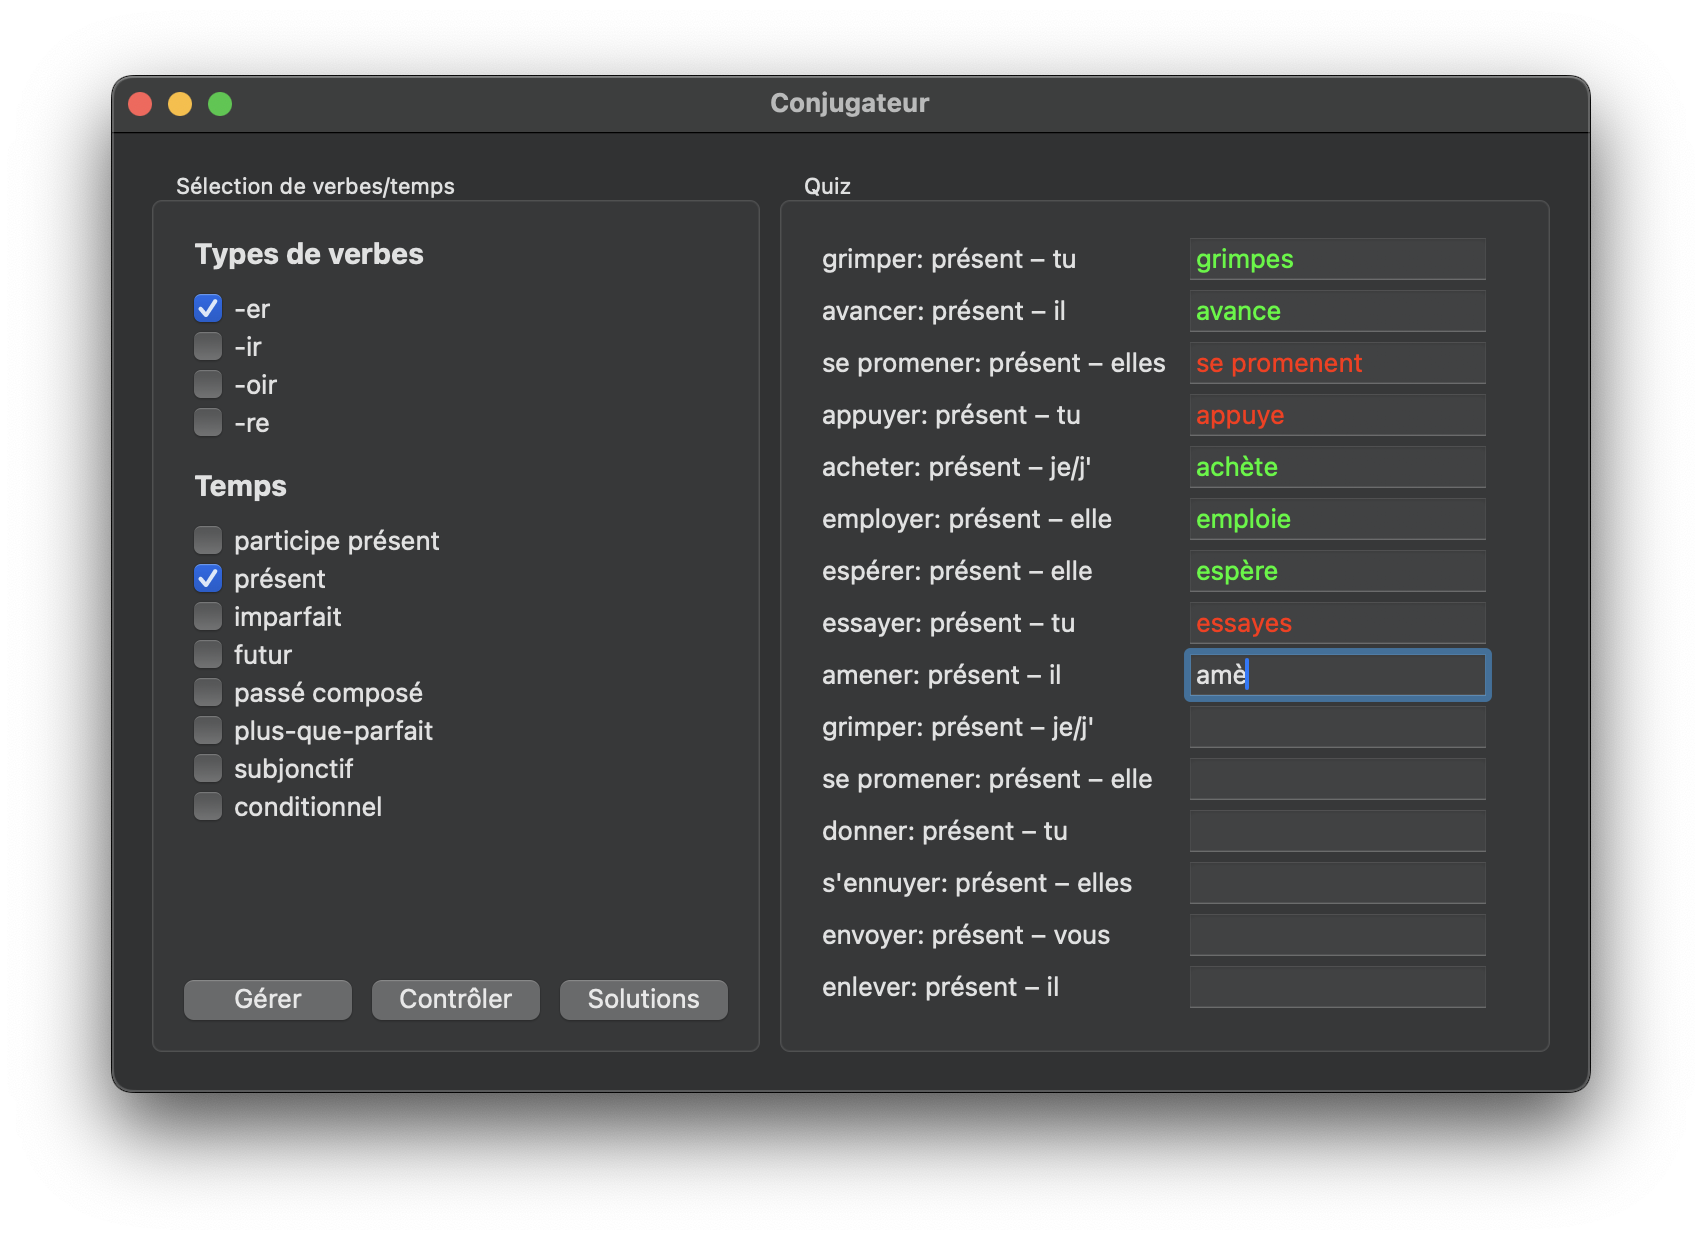 Conjugateur
Sélection de verbes/temps
Types de verbes
-er
-ir
-oir
-re
Temps
participe présent
présent
imparfait
futur
passé composé
plus-que-parfait
subjonctif
conditionnel
Gérer Contrôler Solutions
Quiz
grimper: présent – tu grimpes
avancer: présent – il avance
se promener: présent – elles se promenent
appuyer: présent – tu appuye
acheter: présent – je/j' achète
employer: présent – elle emploie
espérer: présent – elle espère
essayer: présent – tu essayes
amener: présent – il amè
grimper: présent – je/j'
se promener: présent – elle
donner: présent – tu
s'ennuyer: présent – elles
envoyer: présent – vous
enlever: présent – il